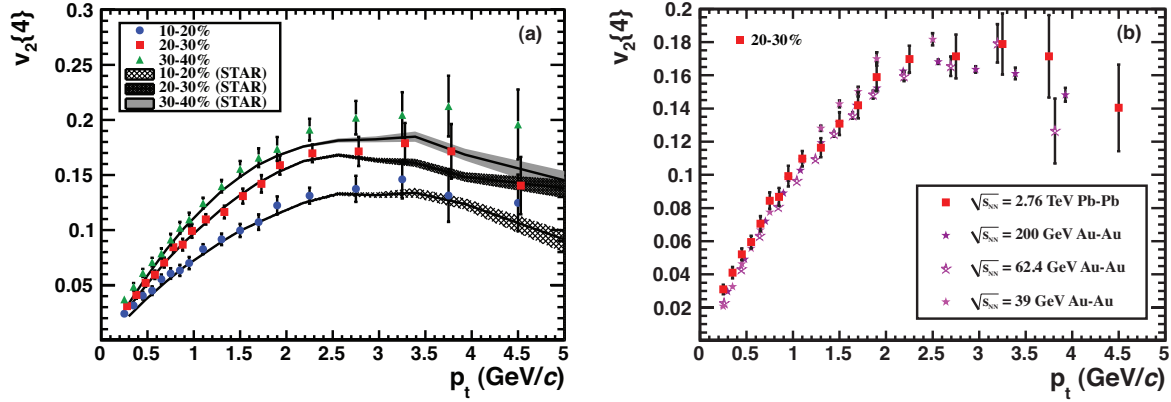 v₂{4}
0.3
0.25
0.2
0.15
0.1
0.05
(a)
10-20%
20-30%
30-40%
10-20% (STAR)
20-30% (STAR)
30-40% (STAR)
0 0.5 1 1.5 2 2.5 3 3.5 4 4.5 5
pₜ (GeV/c)
v₂{4}
0.2
0.18
0.16
0.14
0.12
0.1
0.08
0.06
0.04
0.02
(b)
20-30%
√sNN = 2.76 TeV Pb-Pb
√sNN = 200 GeV Au-Au
√sNN = 62.4 GeV Au-Au
√sNN = 39 GeV Au-Au
0 0.5 1 1.5 2 2.5 3 3.5 4 4.5 5
pₜ (GeV/c)